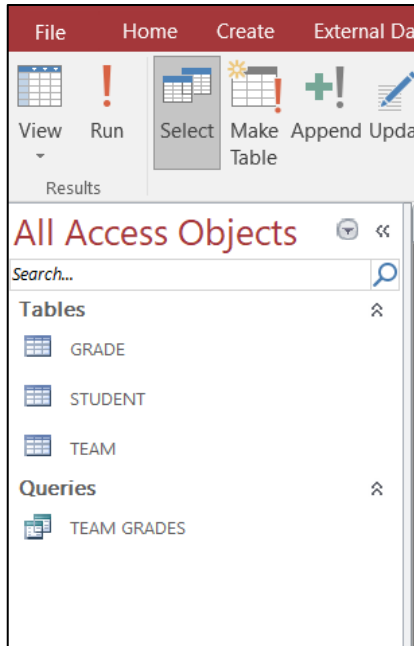 File Home Create External Da
View Run Select Make Table Append Upda
Results
All Access Objects
Search...
Tables
GRADE
STUDENT
TEAM
Queries
TEAM GRADES